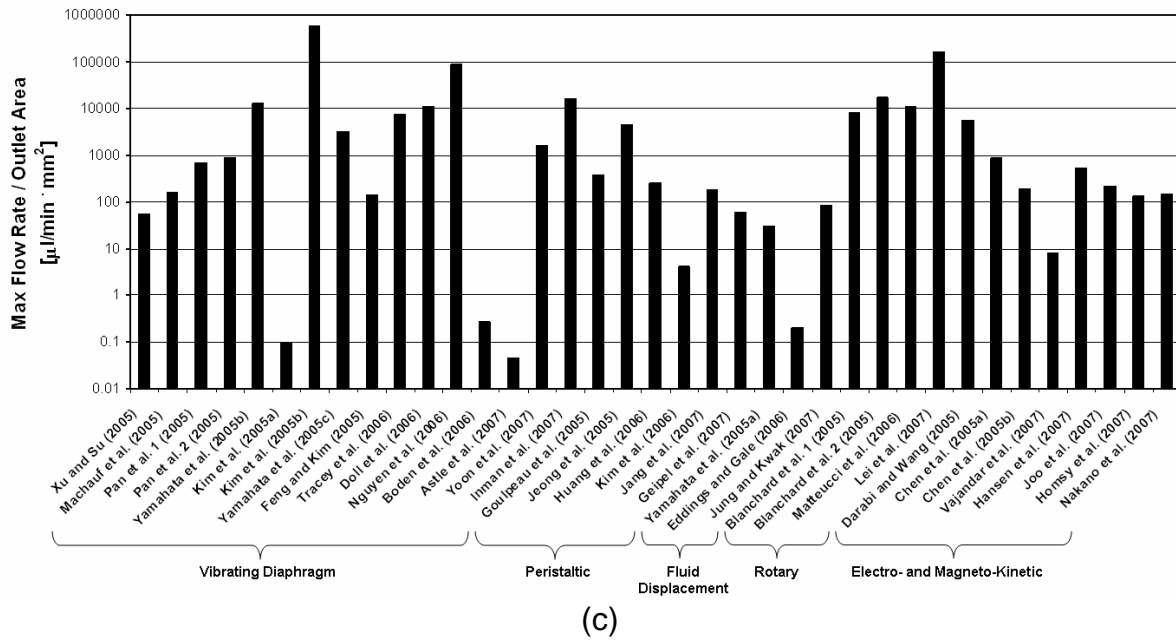 Max Flow Rate / Outlet Area
[µl/min · mm²]
1000000
100000
10000
1000
100
10
1
0.1
0.01
Xu and Su (2005)
Machauf et al. (2005)
Pan et al. 1 (2005)
Pan et al. 2 (2005)
Yamahata et al. (2005b)
Kim et al. (2005a)
Kim et al. (2005b)
Yamahata et al. (2005c)
Feng and Kim (2005)
Tracey et al. (2006)
Doll et al. (2006)
Nguyen et al. (2006)
Boden et al. (2006)
Astle et al. (2007)
Yoon et al. (2007)
Inman et al. (2007)
Goulpeau et al. (2005)
Jeong et al. (2005)
Huang et al. (2006)
Kim et al. (2006)
Jang et al. (2007)
Geipel et al. (2007)
Yamahata et al. (2005a)
Eddings and Gale (2006)
Jung and Kwak (2007)
Blanchard et al. 1 (2005)
Blanchard et al. 2 (2005)
Matteucci et al. (2006)
Lei et al. (2007)
Darabi and Wang (2005)
Chen et al. (2005a)
Chen et al. (2005b)
Vajandar et al. (2007)
Hansen et al. (2007)
Joo et al. (2007)
Homsy et al. (2007)
Nakano et al. (2007)
Vibrating Diaphragm
Peristaltic
Fluid
Displacement
Rotary
Electro- and Magneto-Kinetic
(c)